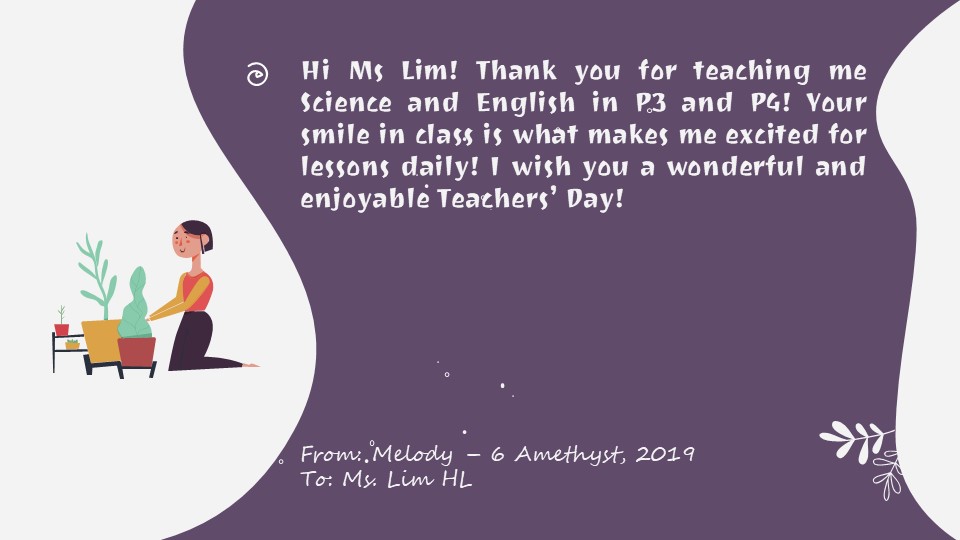 Hi Ms Lim! Thank you for teaching me
Science and English in P3 and P4! Your
smile in class is what makes me excited for
lessons daily! I wish you a wonderful and
enjoyable Teachers’ Day!
From: Melody – 6 Amethyst, 2019
To: Ms. Lim HL